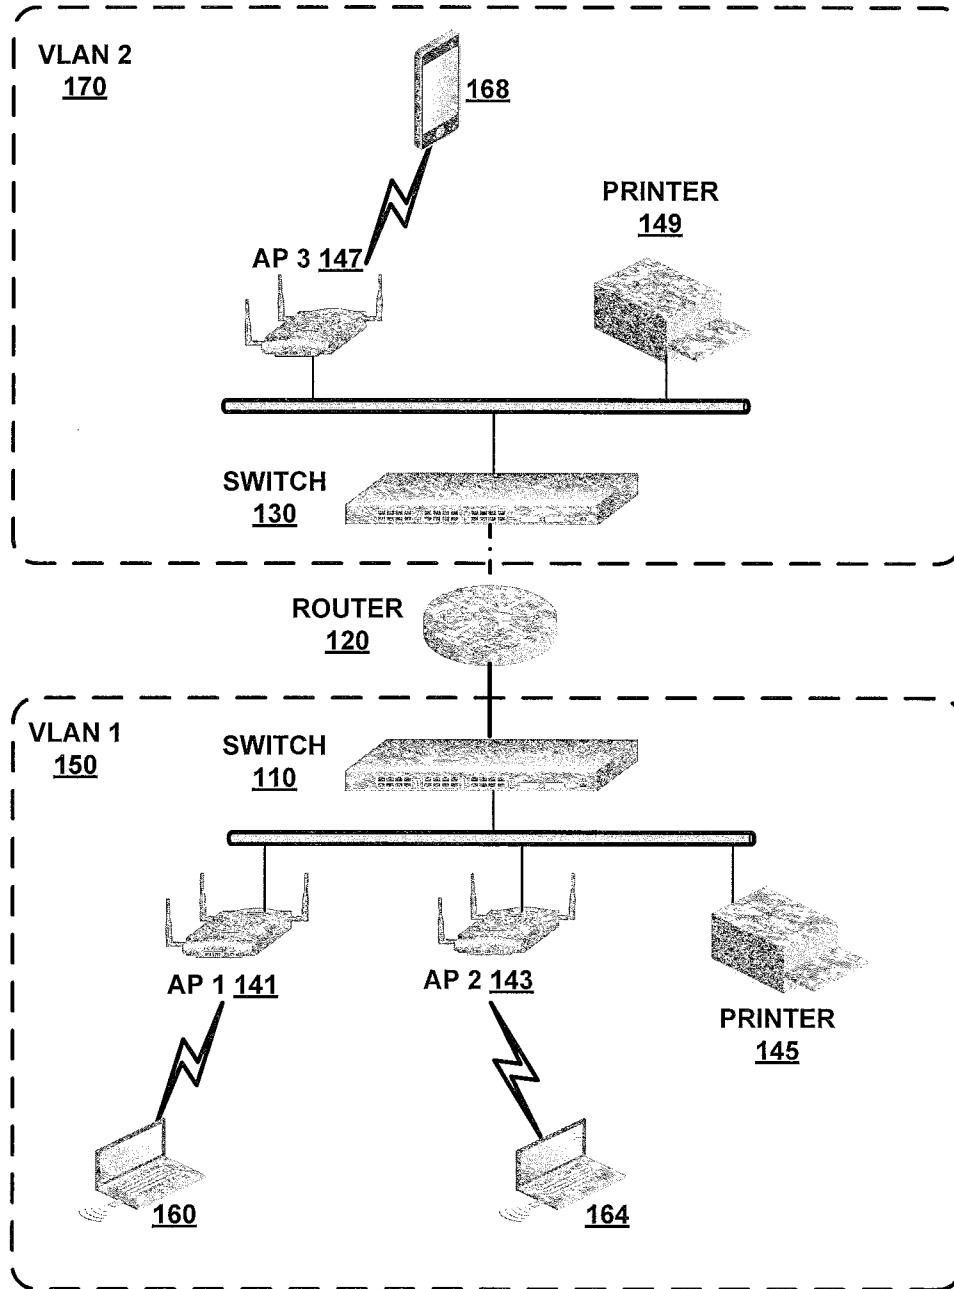 VLAN 2
170
168
PRINTER
149
AP 3 147
SWITCH
130
ROUTER
120
VLAN 1
150
SWITCH
110
AP 1 141
AP 2 143
PRINTER
145
160
164